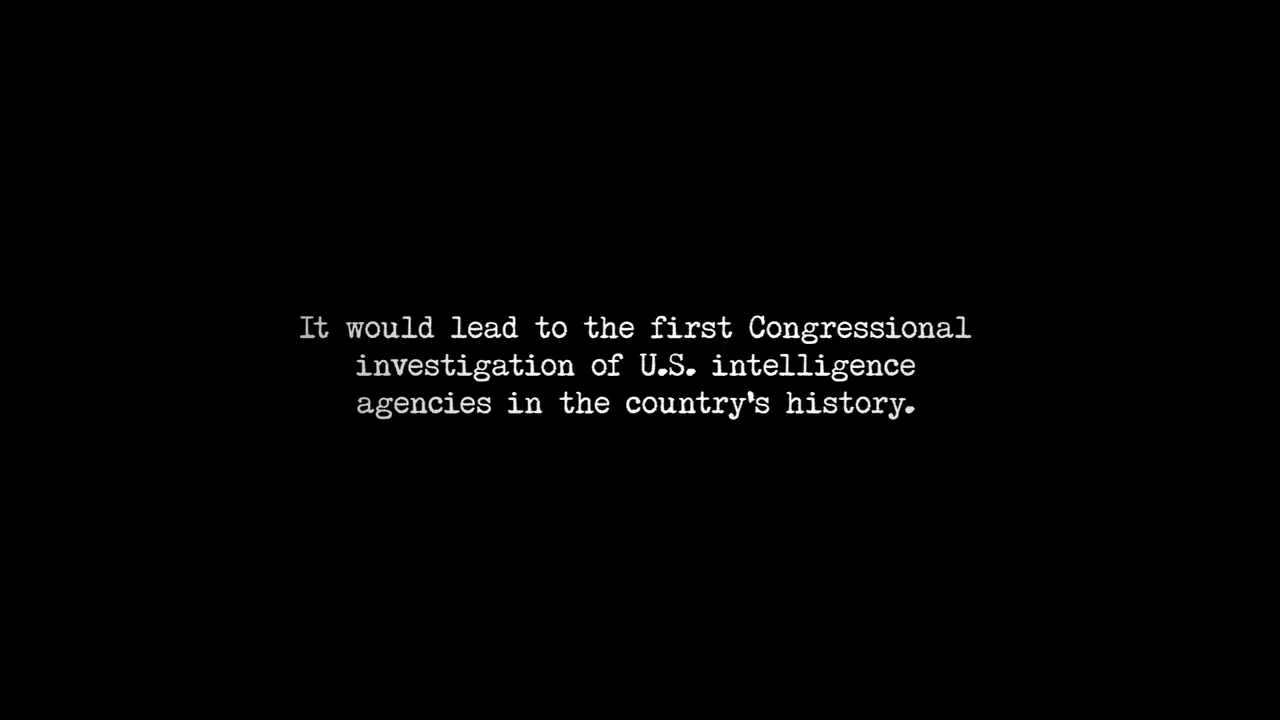 It would lead to the first Congressional
investigation of U.S. intelligence
agencies in the country's history.